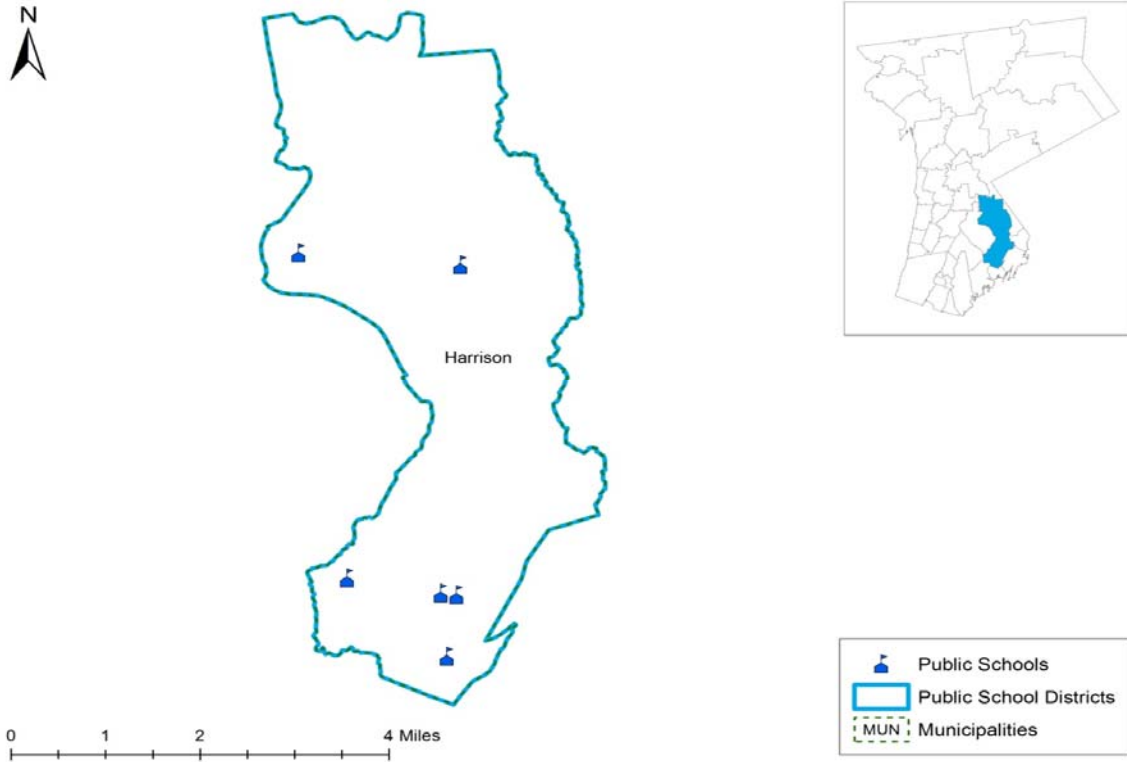 N
Harrison
0 1 2 4 Miles
Public Schools
Public School Districts
MUN Municipalities